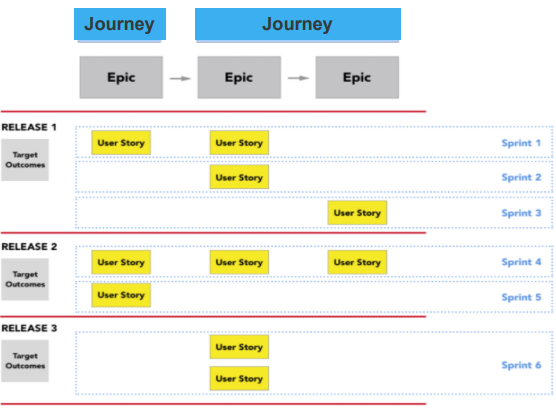 Journey Journey
Epic Epic Epic
RELEASE 1
Target
Outcomes
User Story User Story Sprint 1
User Story Sprint 2
User Story Sprint 3
RELEASE 2
Target
Outcomes
User Story User Story User Story Sprint 4
User Story Sprint 5
RELEASE 3
Target
Outcomes
User Story
User Story
Sprint 6